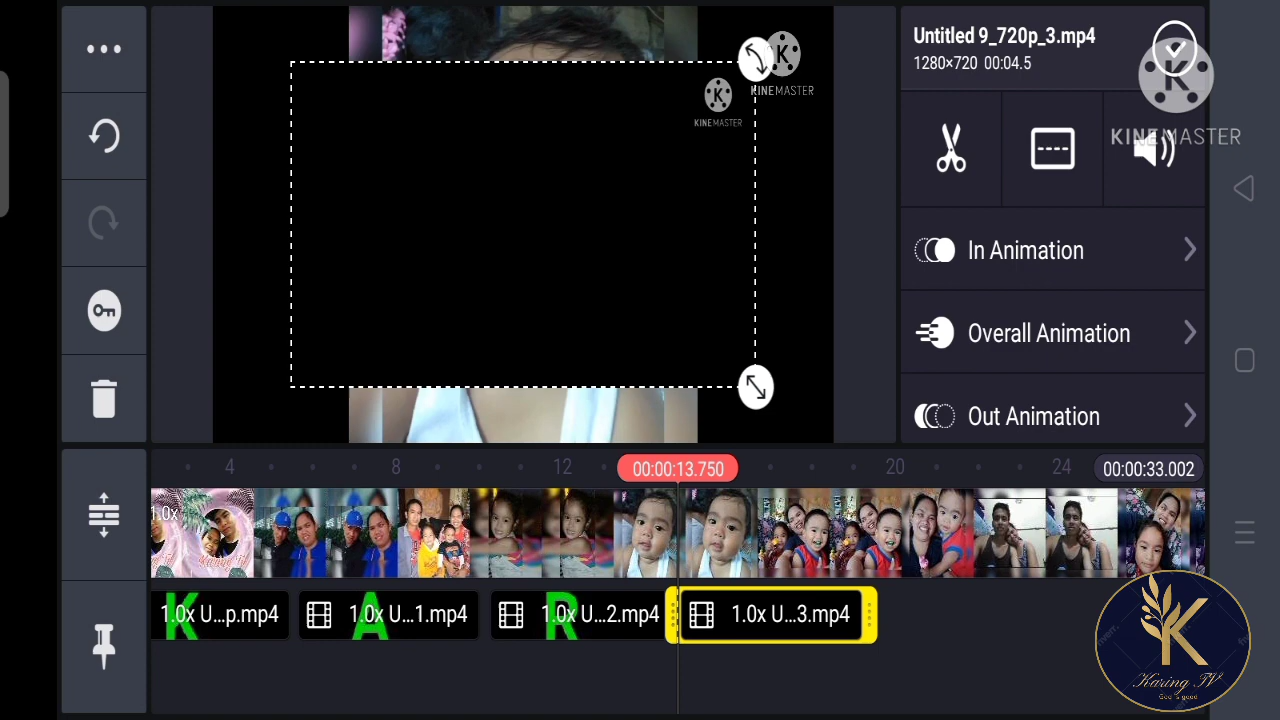 Untitled 9_720p_3.mp4
1280×720 00:04.5
K
KINEMASTER
K
KINEMASTER
K
KINEMASTER
In Animation
Overall Animation
Out Animation
4
8
12
00:00:13.750
20
24
00:00:33.002
1.0x
K
1.0x U...p.mp4
A
1.0x U...1.mp4
R
1.0x U...2.mp4
1.0x U...3.mp4
K
Karing TV
God's good